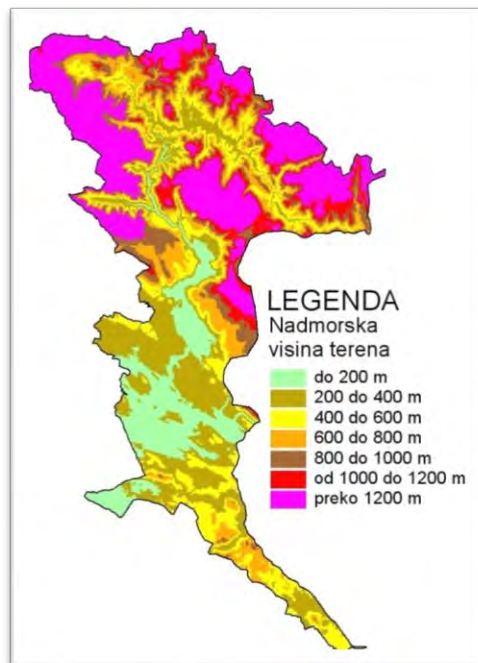 LEGENDA
Nadmorska
visina terena
do 200 m
200 do 400 m
400 do 600 m
600 do 800 m
800 do 1000 m
od 1000 do 1200 m
preko 1200 m